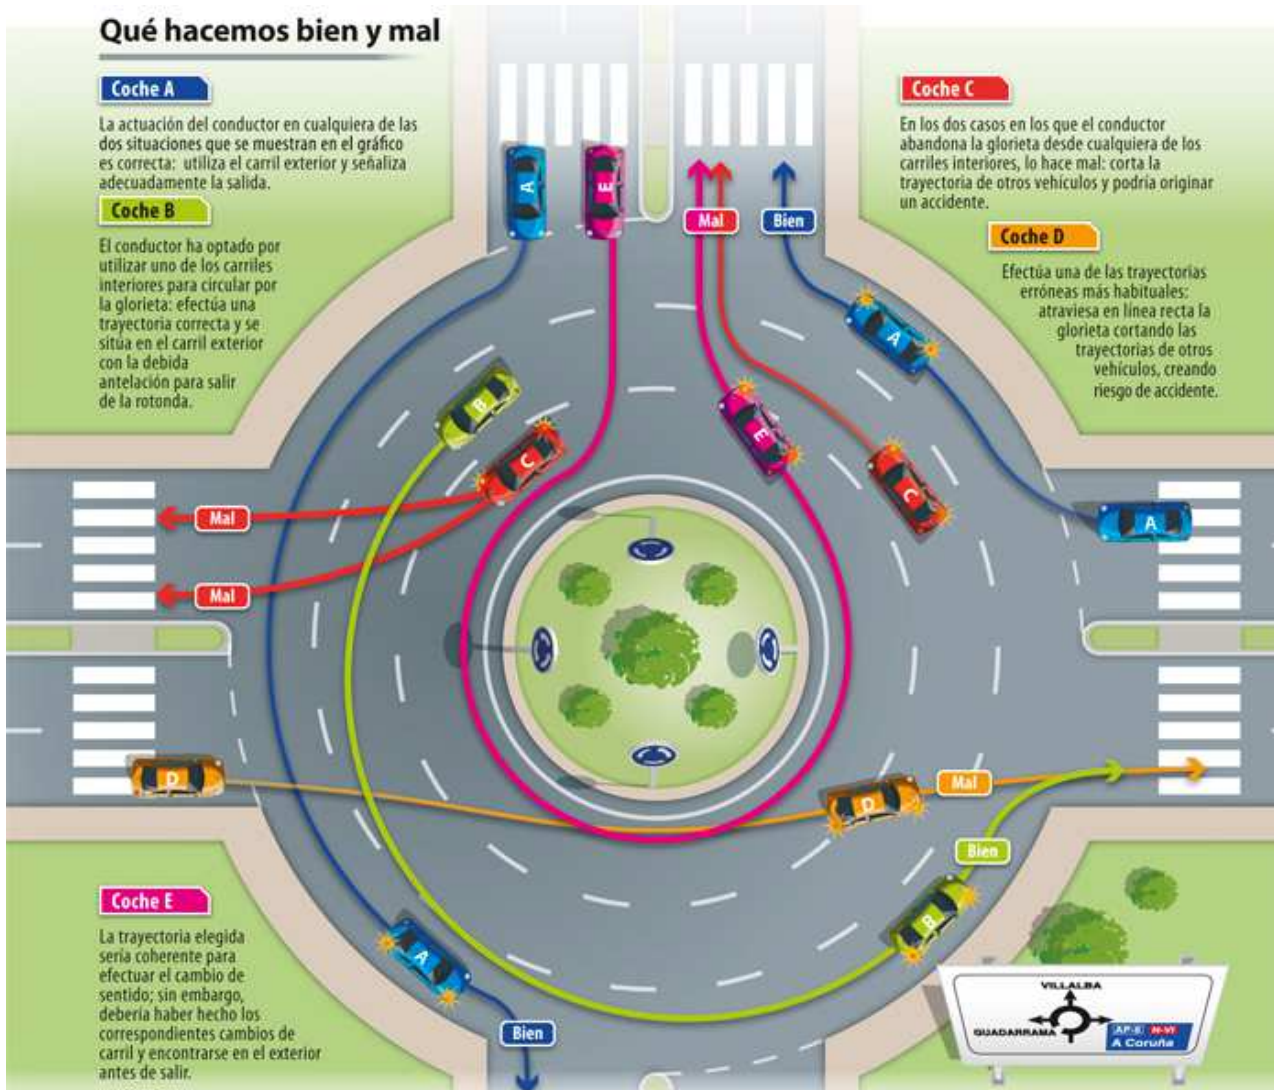 Qué hacemos bien y mal
Coche A
La actuación del conductor en cualquiera de las
dos situaciones que se muestran en el gráfico
es correcta: utiliza el carril exterior y señaliza
adecuadamente la salida.
Coche B
El conductor ha optado por
utilizar uno de los carriles
interiores para circular por
la glorieta: efectúa una
trayectoria correcta y se
sitúa en el carril exterior
con la debida
antelación para salir
de la rotonda.
Coche C
En los dos casos en los que el conductor
abandona la glorieta desde cualquiera de los
carriles interiores, lo hace mal: corta la
trayectoria de otros vehículos y podría originar
un accidente.
Coche D
Efectúa una de las trayectorias
erróneas más habituales:
atraviesa en línea recta la
glorieta cortando las
trayectorias de otros
vehículos, creando
riesgo de accidente.
A
E
Mal
Bien
A
B
E
C
C
Mal
A
Mal
D
D
Mal
Bien
B
A
Bien
Coche E
La trayectoria elegida
sería coherente para
efectuar el cambio de
sentido; sin embargo,
debería haber hecho los
correspondientes cambios de
carril y encontrarse en el exterior
antes de salir.
VILLALBA
GUADARRAMA
AP-6 N-VI
A Coruña